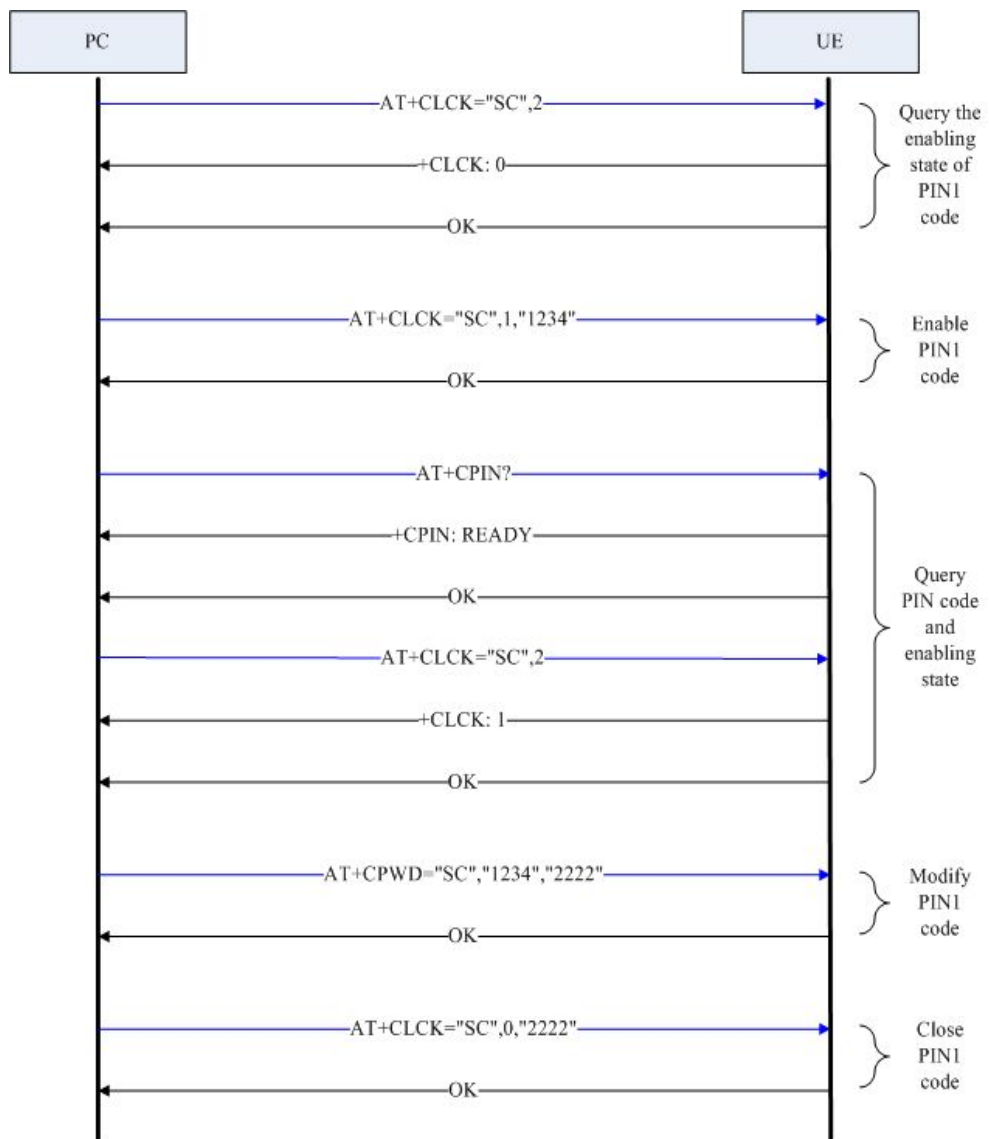 PC
UE
AT+CLCK="SC",2
+CLCK: 0
OK
Query the
enabling
state of
PIN1
code
AT+CLCK="SC",1,"1234"
OK
Enable
PIN1
code
AT+CPIN?
+CPIN: READY
OK
AT+CLCK="SC",2
+CLCK: 1
OK
Query
PIN code
and
enabling
state
AT+CPWD="SC","1234","2222"
OK
Modify
PIN1
code
AT+CLCK="SC",0,"2222"
OK
Close
PIN1
code